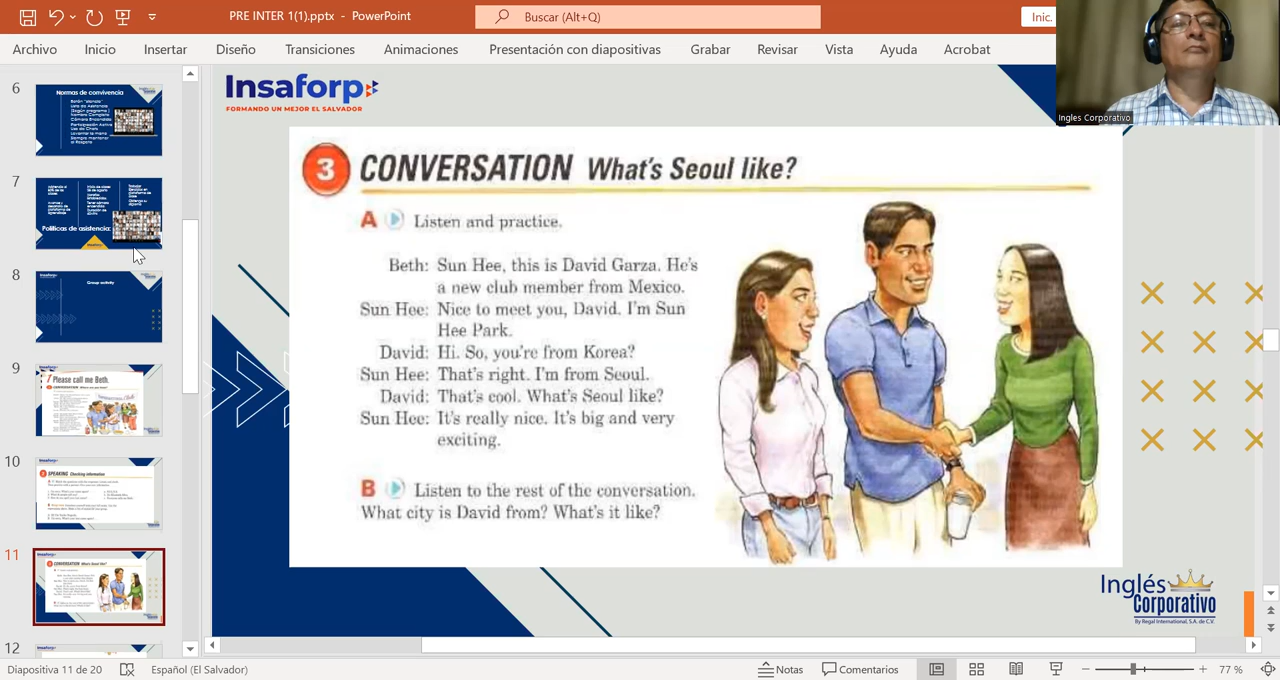 PRE INTER 1(1).pptx - PowerPoint
Buscar (Alt+Q)
Inic.
Archivo Inicio Insertar Diseño Transiciones Animaciones Presentación con diapositivas Grabar Revisar Vista Ayuda Acrobat
Ingles Corporativo
6
Normas de convivencia
7
Políticas de asistencia:
8
Group activity
9
Please call me Beth.
10
SPEAKING Checking information
11
CONVERSATION What's Seoul like?
12
Insaforp
FORMANDO UN MEJOR EL SALVADOR
3 CONVERSATION What's Seoul like?
A Listen and practice.
Beth: Sun Hee, this is David Garza. He's
a new club member from Mexico.
Sun Hee: Nice to meet you, David. I'm Sun
Hee Park.
David: Hi. So, you're from Korea?
Sun Hee: That's right. I'm from Seoul.
David: That's cool. What's Seoul like?
Sun Hee: It's really nice. It's big and very
exciting.
B Listen to the rest of the conversation.
What city is David from? What's it like?
Inglés
Corporativo
By Regal International, S.A. de C.V.
Diapositiva 11 de 20 Español (El Salvador) Notas Comentarios 77 %